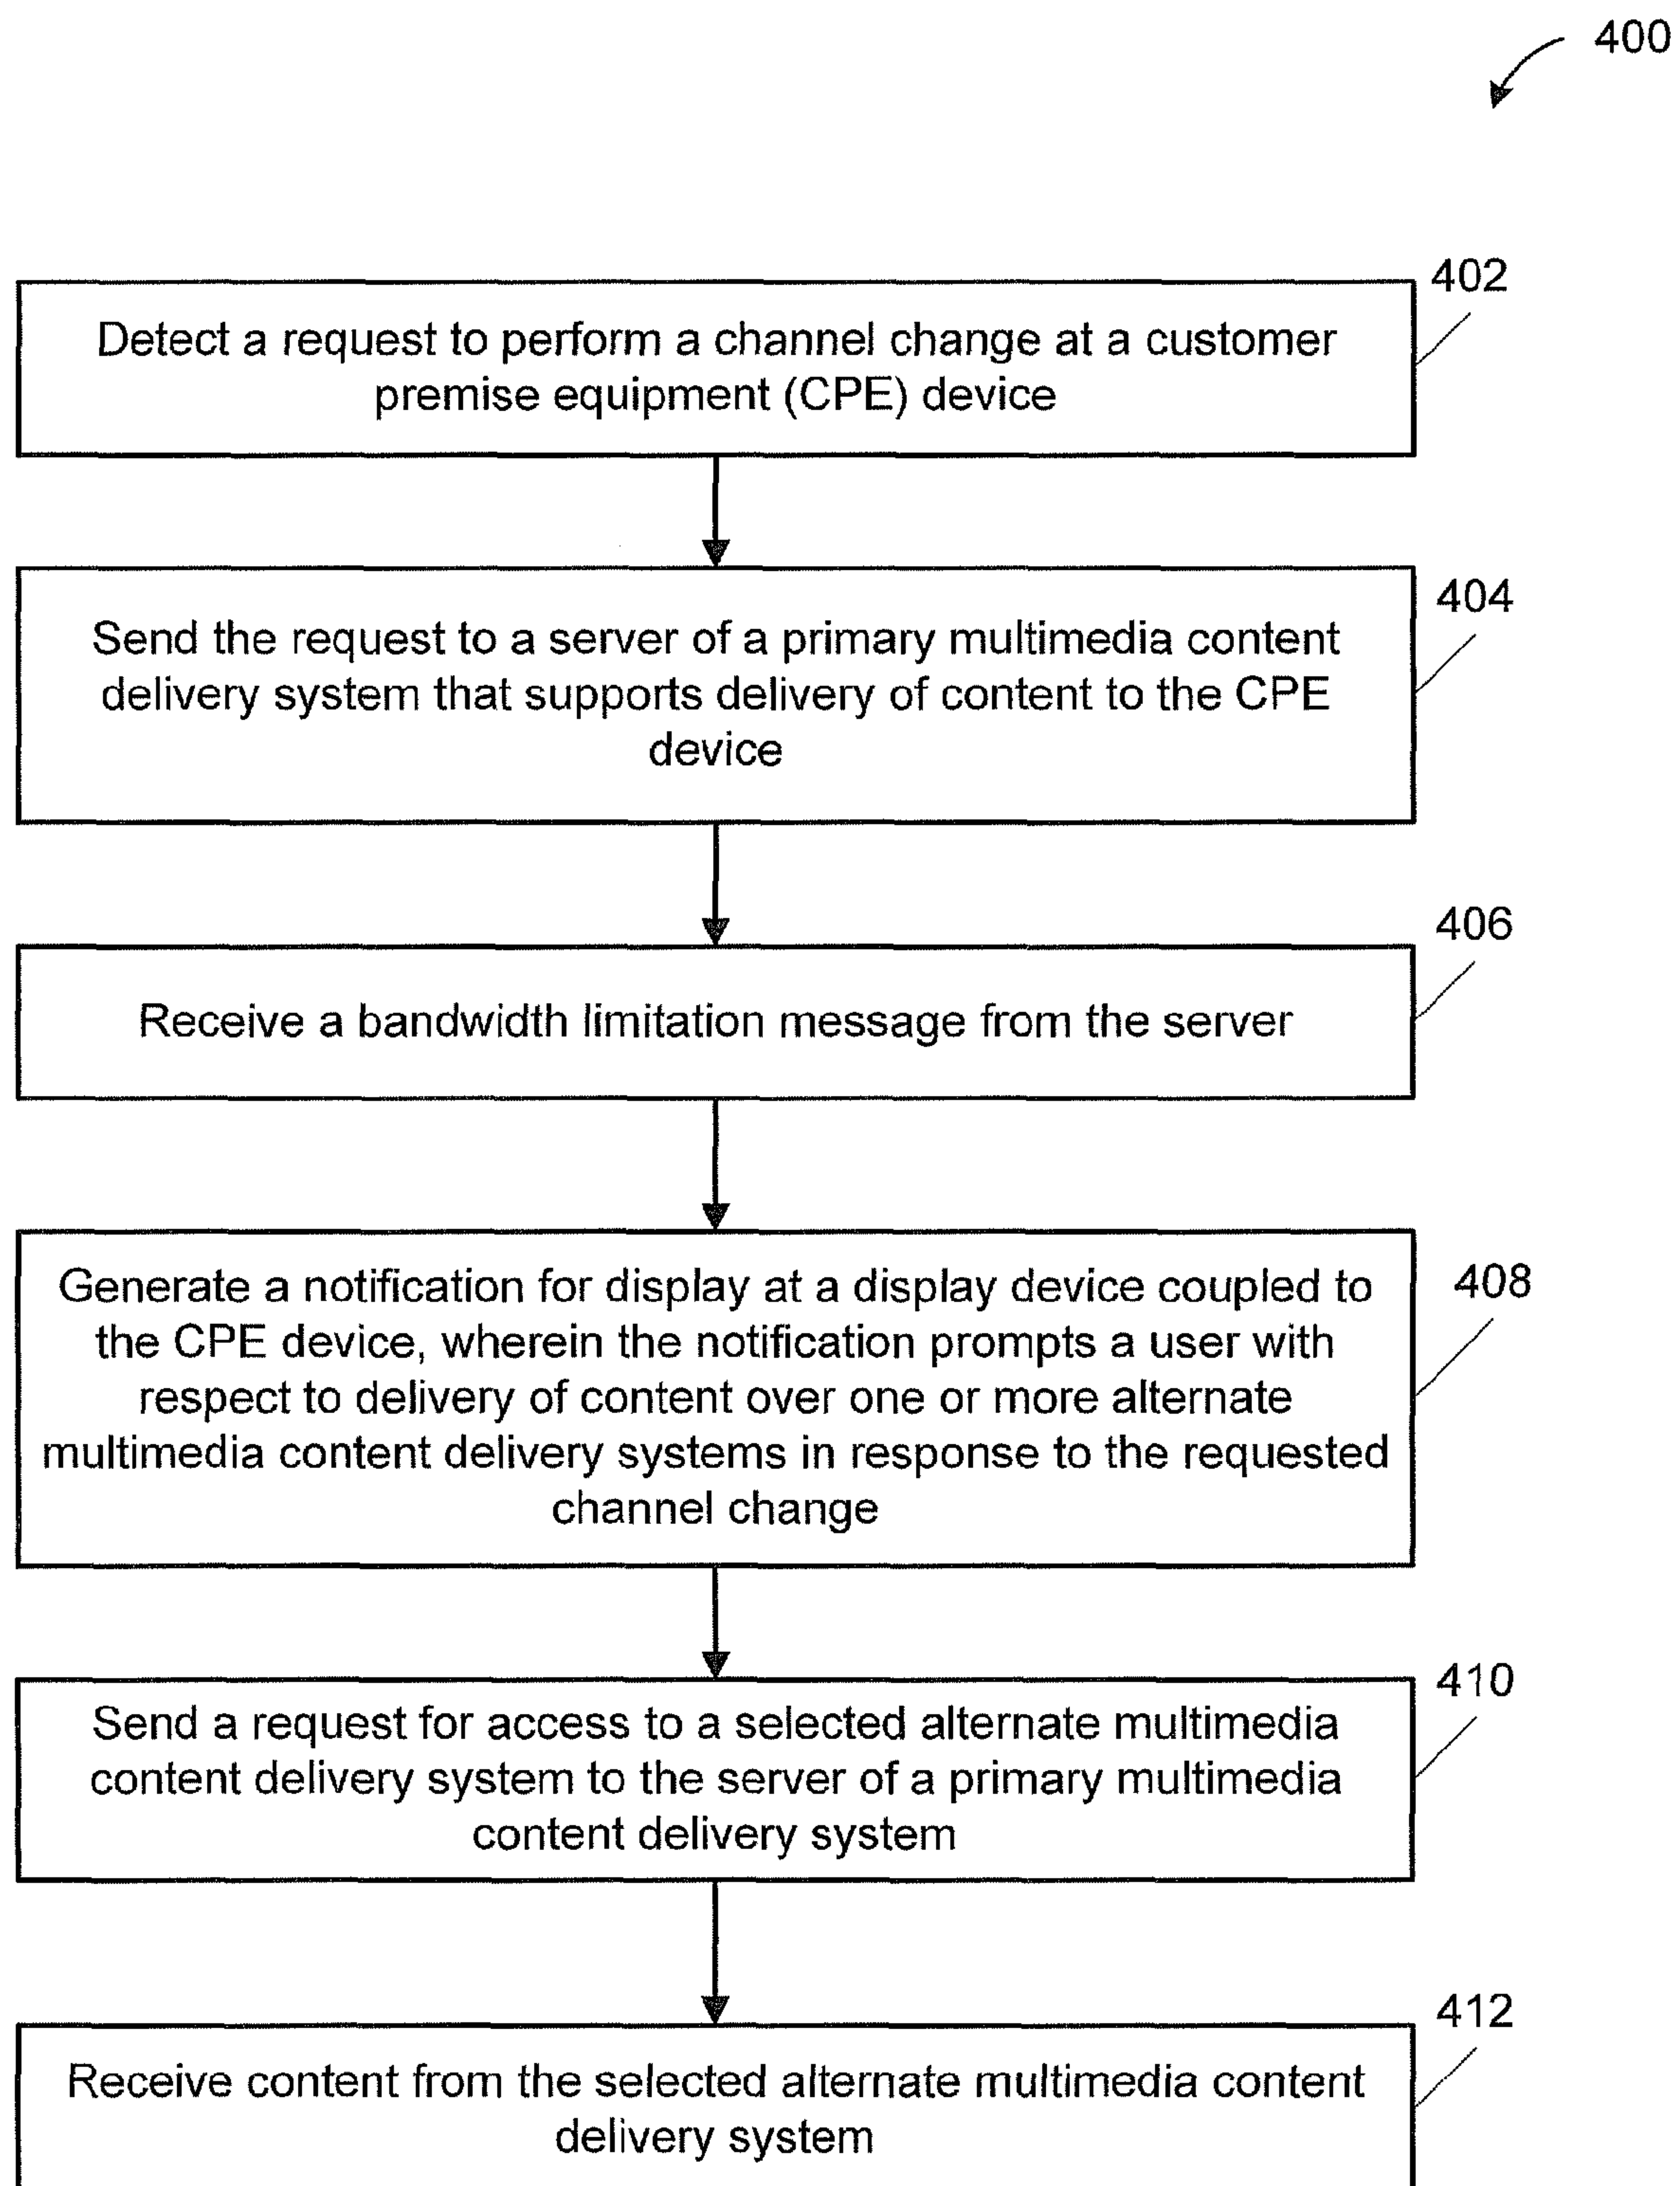 400
402
Detect a request to perform a channel change at a customer
premise equipment (CPE) device
404
Send the request to a server of a primary multimedia content
delivery system that supports delivery of content to the CPE
device
406
Receive a bandwidth limitation message from the server
408
Generate a notification for display at a display device coupled to
the CPE device, wherein the notification prompts a user with
respect to delivery of content over one or more alternate
multimedia content delivery systems in response to the requested
channel change
410
Send a request for access to a selected alternate multimedia
content delivery system to the server of a primary multimedia
content delivery system
412
Receive content from the selected alternate multimedia content
delivery system